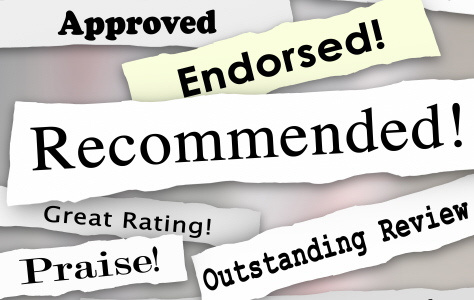 Approved
Endorsed!
Recommended!
Great Rating!
Praise!
Outstanding Review